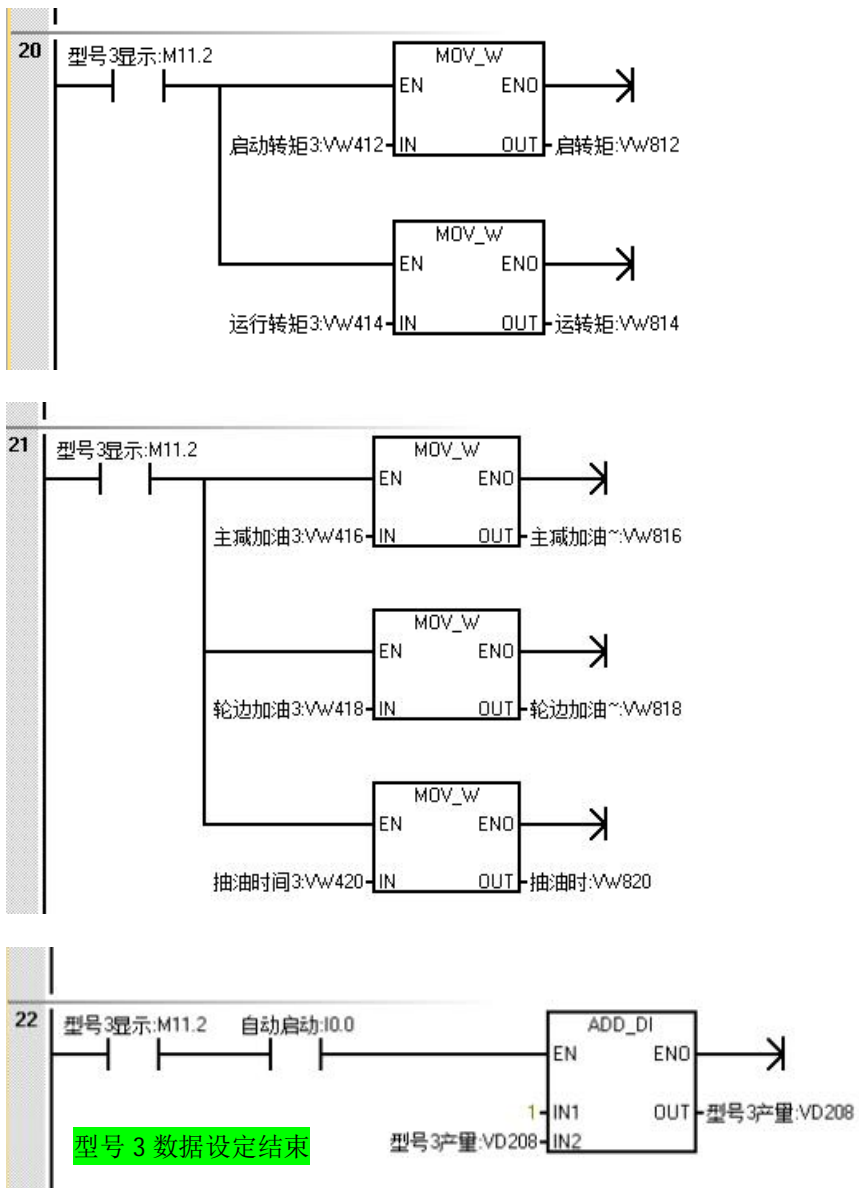 20
型号3显示:M11.2
MOV_W
EN ENO
启动转矩3:VW412 IN OUT 启转矩:VW812
MOV_W
EN ENO
运行转矩3:VW414 IN OUT 运转矩:VW814
21
型号3显示:M11.2
MOV_W
EN ENO
主减加油3:VW416 IN OUT 主减加油~:VW816
MOV_W
EN ENO
轮边加油3:VW418 IN OUT 轮边加油~:VW818
MOV_W
EN ENO
抽油时间3:VW420 IN OUT 抽油时:VW820
22
型号3显示:M11.2 自动启动:I0.0 ADD_DI
EN ENO
1 IN1 OUT 型号3产量:VD208
型号3产量:VD208 IN2
型号 3 数据设定结束